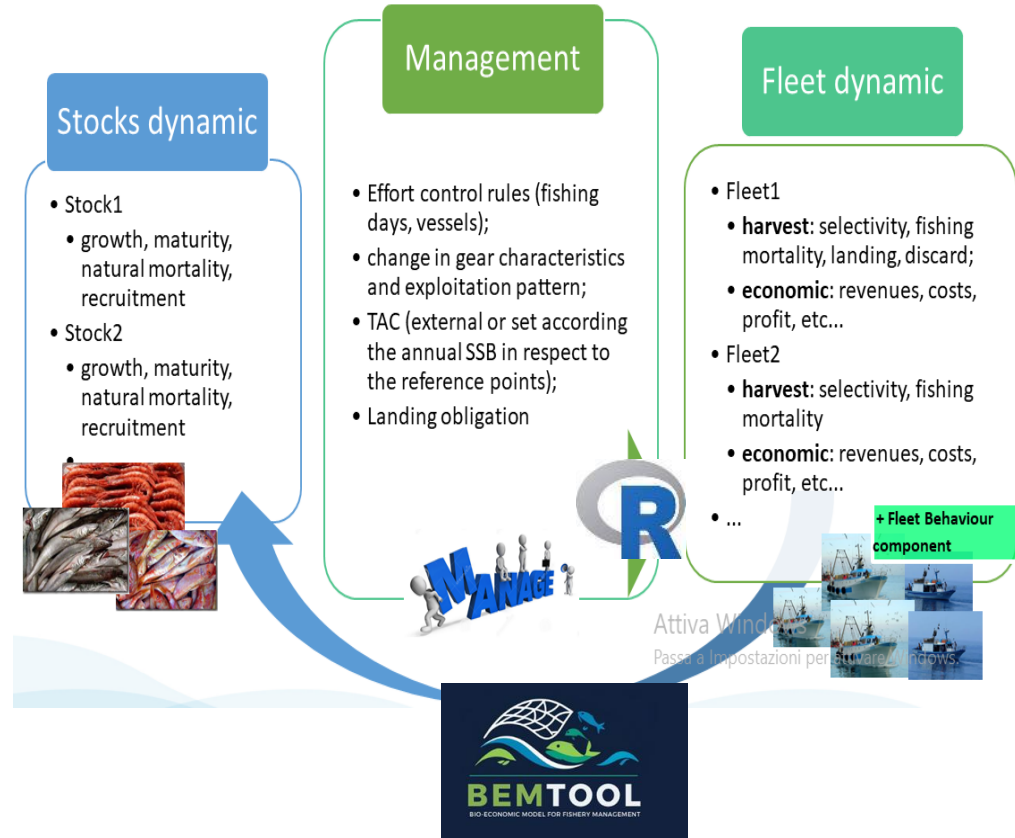 Stocks dynamic
• Stock1
• growth, maturity,
natural mortality,
recruitment
• Stock2
• growth, maturity,
natural mortality,
recruitment
•
Management
• Effort control rules (fishing
days, vessels);
• change in gear characteristics
and exploitation pattern;
• TAC (external or set according
the annual SSB in respect to
the reference points);
• Landing obligation
MANAGE
R
Fleet dynamic
• Fleet1
• harvest: selectivity, fishing
mortality, landing, discard;
• economic: revenues, costs,
profit, etc...
• Fleet2
• harvest: selectivity, fishing
mortality
• economic: revenues, costs,
profit, etc...
• ...
+ Fleet Behaviour
component
Attiva Windows
Passa a Impostazioni per attivare Windows.
BEMTOOL
BIO-ECONOMIC MODEL FOR FISHERY MANAGEMENT